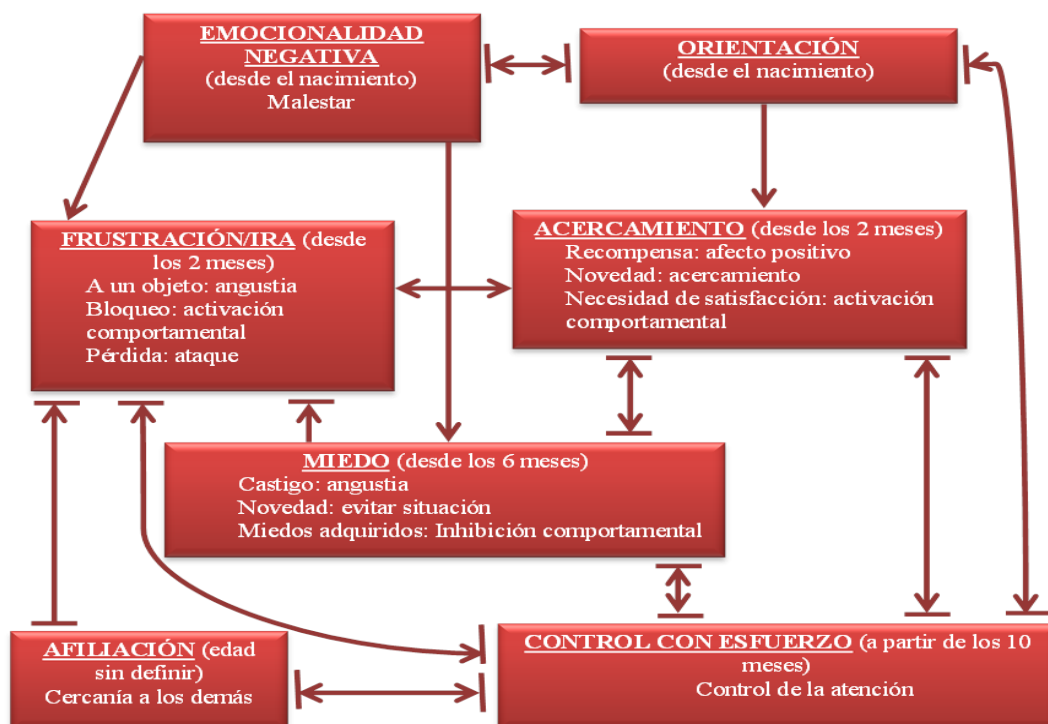 EMOCIONALIDAD
NEGATIVA
(desde el nacimiento)
Malestar
ORIENTACIÓN
(desde el nacimiento)
FRUSTRACIÓN/IRA (desde
los 2 meses)
A un objeto: angustia
Bloqueo: activación
comportamental
Pérdida: ataque
ACERCAMIENTO (desde los 2 meses)
Recompensa: afecto positivo
Novedad: acercamiento
Necesidad de satisfacción: activación
comportamental
MIEDO (desde los 6 meses)
Castigo: angustia
Novedad: evitar situación
Miedos adquiridos: Inhibición comportamental
AFILIACIÓN (edad
sin definir)
Cercanía a los demás
CONTROL CON ESFUERZO (a partir de los 10
meses)
Control de la atención